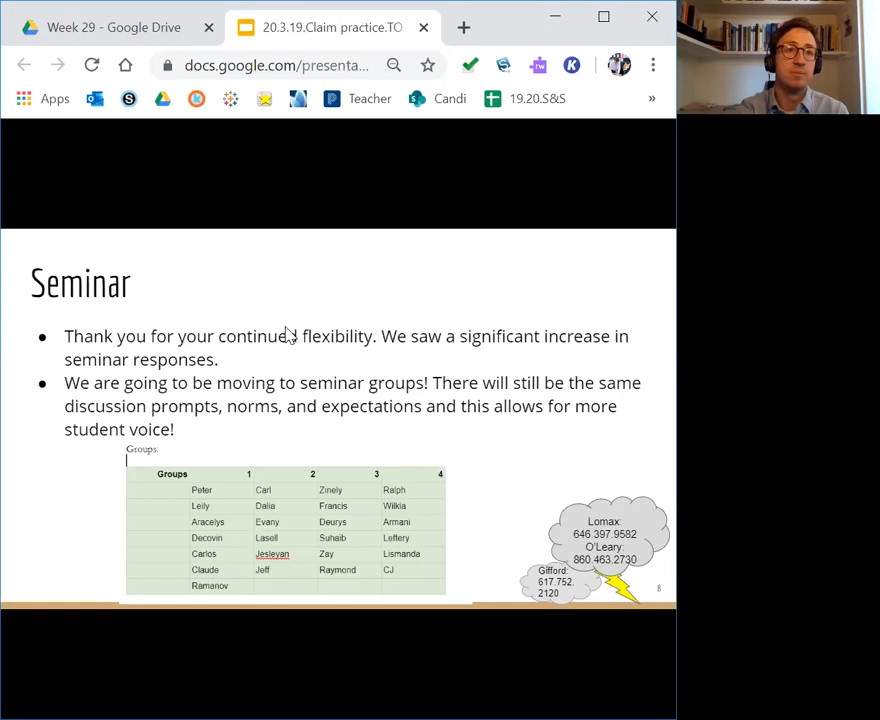 Week 29 - Google Drive
20.3.19.Claim practice.TO
docs.google.com/presenta...
Apps
Teacher
Candi
19.20.S&S
»
Seminar
Thank you for your continued flexibility. We saw a significant increase in
seminar responses.
We are going to be moving to seminar groups! There will still be the same
discussion prompts, norms, and expectations and this allows for more
student voice!
Groups:
Groups 1 2 3 4
Peter Carl Zinely Ralph
Leily Dalia Francis Wilkia
Aracelys Evany Deurys Armani
Decovin Lasell Suhaib Leftery
Carlos Jesleyan Zay Lismanda
Claude Jeff Raymond CJ
Ramanov
Lomax:
646.397.9582
O'Leary:
860.463.2730
Gifford:
617.752.
2120
8